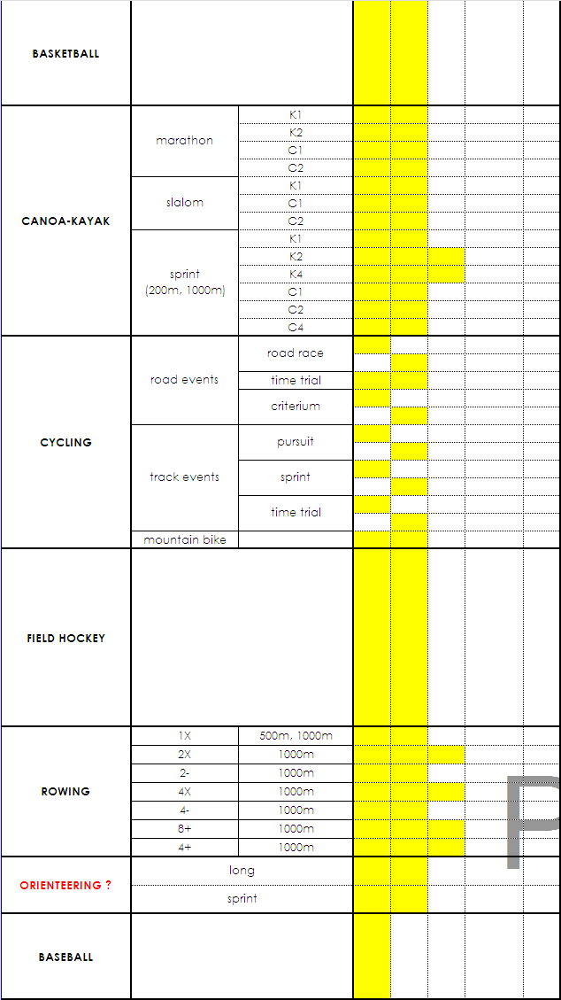 BASKETBALL
CANOA-KAYAK
marathon
K1
K2
C1
C2
slalom
K1
C1
C2
sprint
(200m, 1000m)
K1
K2
K4
C1
C2
C4
CYCLING
road events
road race
time trial
criterium
track events
pursuit
sprint
time trial
mountain bike
FIELD HOCKEY
ROWING
1X 500m, 1000m
2X 1000m
2- 1000m
4X 1000m
4- 1000m
8+ 1000m
4+ 1000m
P
ORIENTEERING ?
long
sprint
BASEBALL